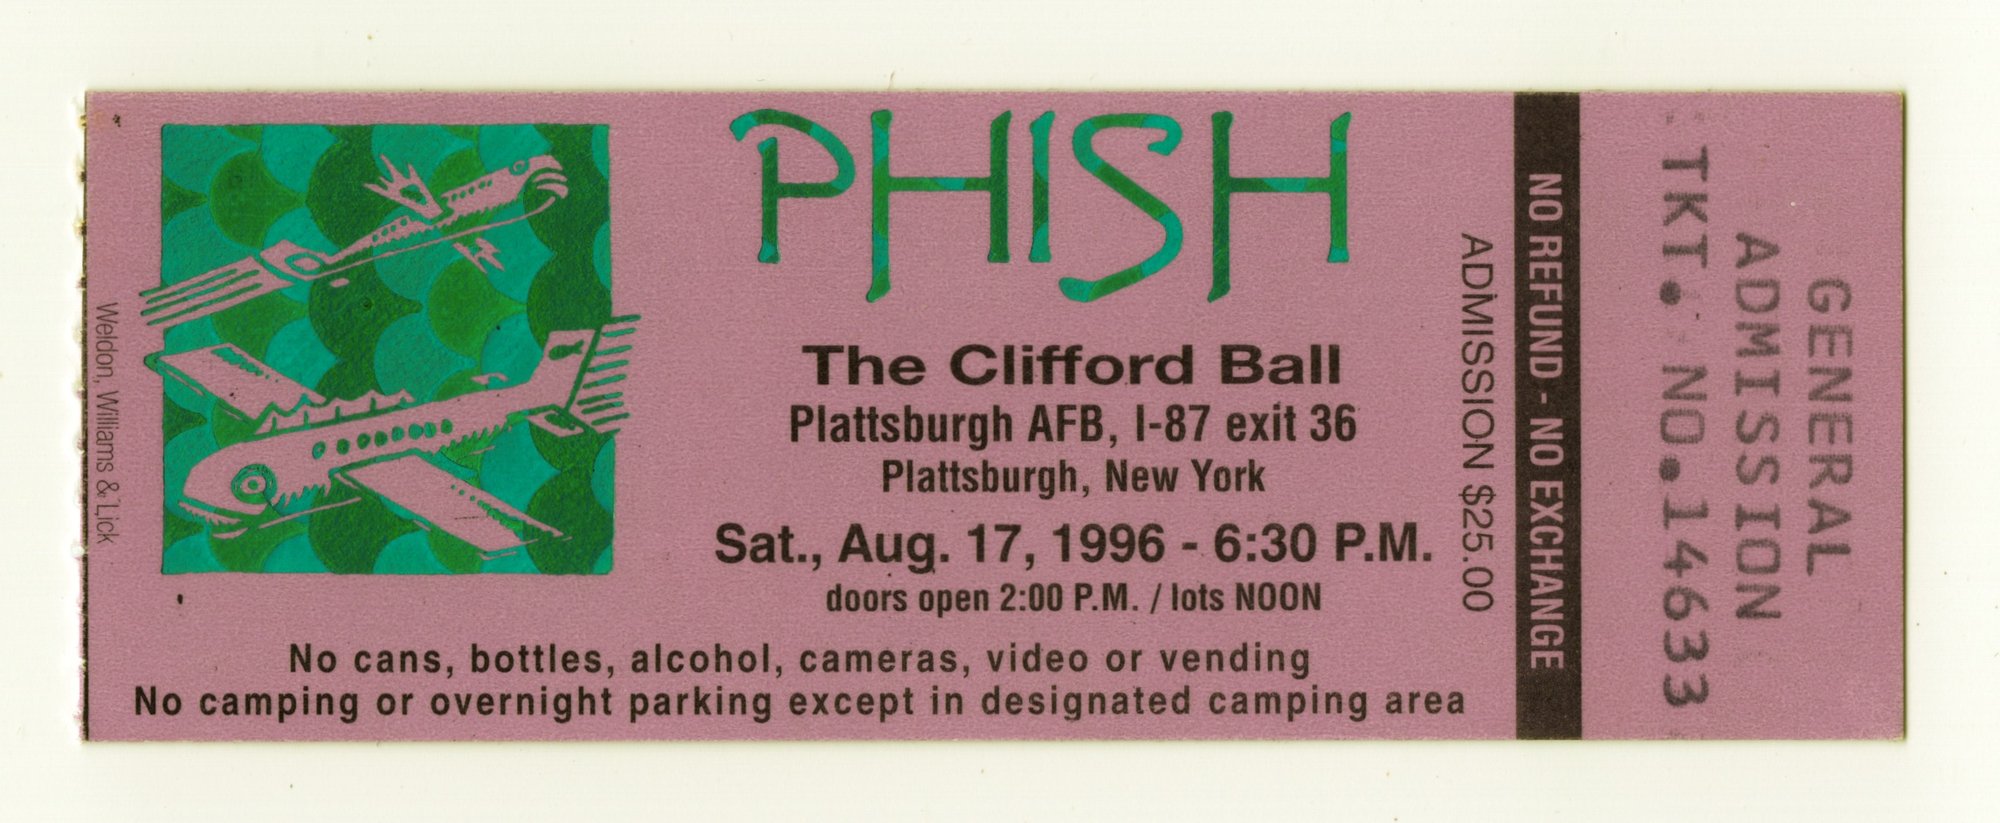 PHISH
The Clifford Ball
Plattsburgh AFB, I-87 exit 36
Plattsburgh, New York
Sat., Aug. 17, 1996 - 6:30 P.M.
doors open 2:00 P.M. / lots NOON
No cans, bottles, alcohol, cameras, video or vending
No camping or overnight parking except in designated camping area
Weldon, Williams & Lick
ADMISSION $25.00
NO REFUND - NO EXCHANGE
GENERAL
ADMISSION
TKT. NO.14633